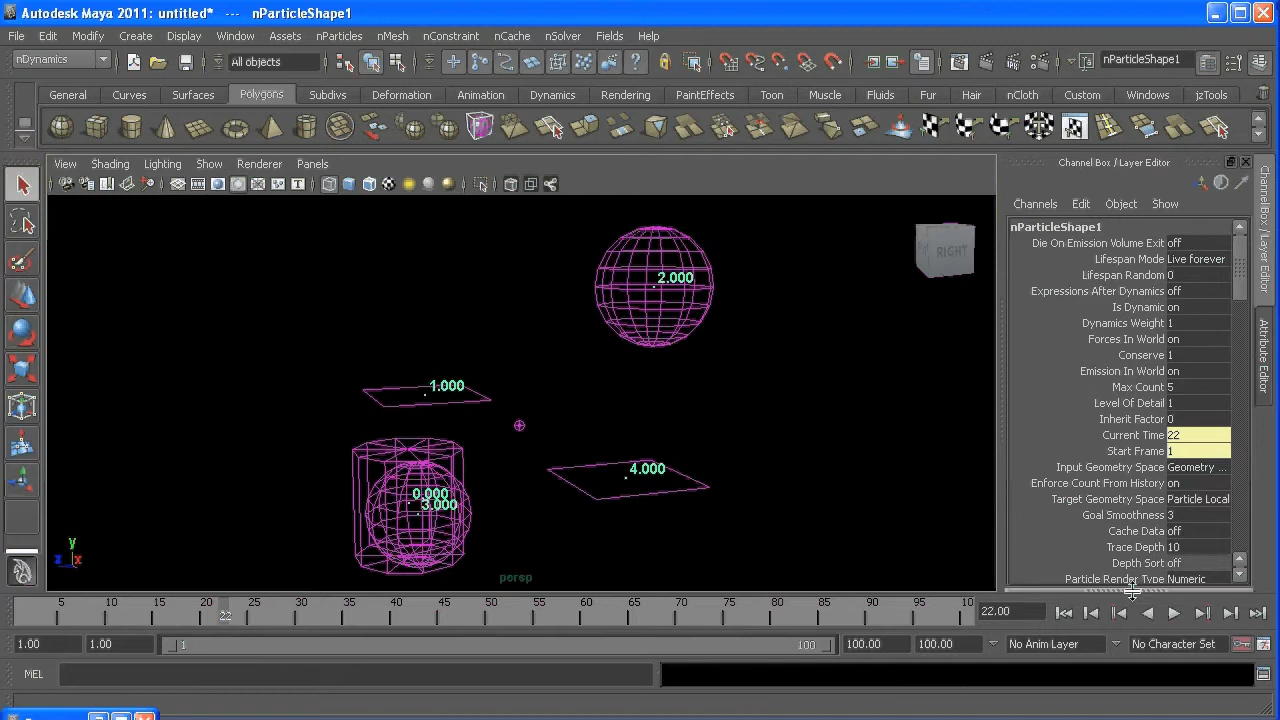 Autodesk Maya 2011: untitled* --- nParticleShape1
File Edit Modify Create Display Window Assets nParticles nMesh nConstraint nCache nSolver Fields Help
nDynamics All objects nParticleShape1
General Curves Surfaces Polygons Subdivs Deformation Animation Dynamics Rendering PaintEffects Toon Muscle Fluids Fur Hair nCloth Custom Windows jzTools
View Shading Lighting Show Renderer Panels
Channel Box / Layer Editor
Channels Edit Object Show
nParticleShape1
Die On Emission Volume Exit off
Lifespan Mode Live forever
Lifespan Random 0
Expressions After Dynamics off
Is Dynamic on
Dynamics Weight 1
Forces In World on
Conserve 1
Emission In World on
Max Count 5
Level Of Detail 1
Inherit Factor 0
Current Time 22
Start Frame 1
Input Geometry Space Geometry ...
Enforce Count From History on
Target Geometry Space Particle Local
Goal Smoothness 3
Cache Data off
Trace Depth 10
Depth Sort off
Particle Render Type Numeric
ChannelBox / Layer Editor
Attribute Editor
RIGHT
2.000
1.000
4.000
0.000
3.000
y
z x
persp
5 10 15 20 25 30 35 40 45 50 55 60 65 70 75 80 85 90 95 10
22
22.00
1.00 1.00 1 100 100.00 100.00 No Anim Layer No Character Set
MEL